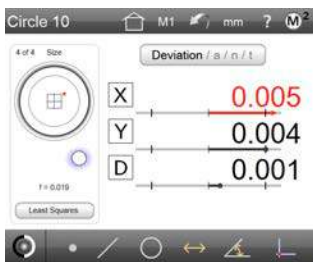 Circle 10 M1 mm ? M2
4 of 4 Size
Deviation / a / n / t
X 0.005
Y 0.004
D 0.001
f = 0.019
Least Squares